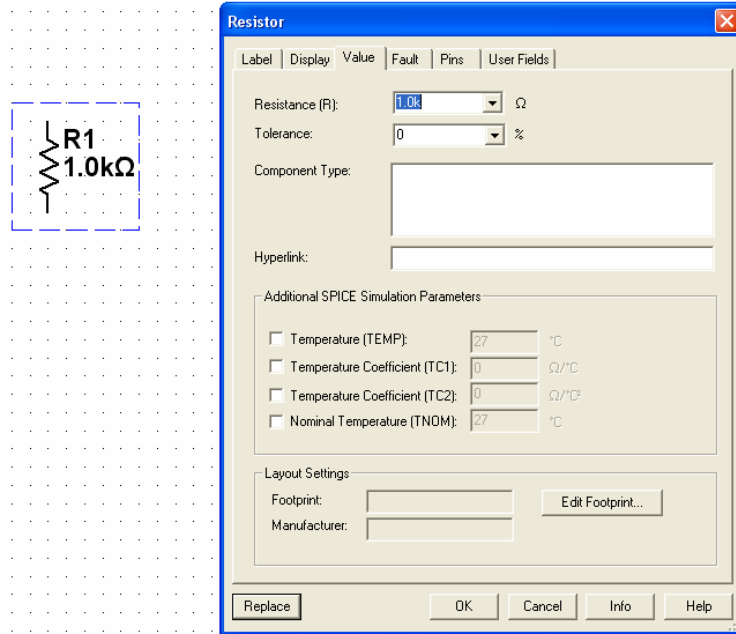 R1
1.0kΩ
Resistor
Label Display Value Fault Pins User Fields
Resistance (R): 1.0k Ω
Tolerance: 0 %
Component Type:
Hyperlink:
Additional SPICE Simulation Parameters
Temperature (TEMP): 27 °C
Temperature Coefficient (TC1): 0 Ω/°C
Temperature Coefficient (TC2): 0 Ω/°C²
Nominal Temperature (TNOM): 27 °C
Layout Settings
Footprint: Edit Footprint...
Manufacturer:
Replace OK Cancel Info Help